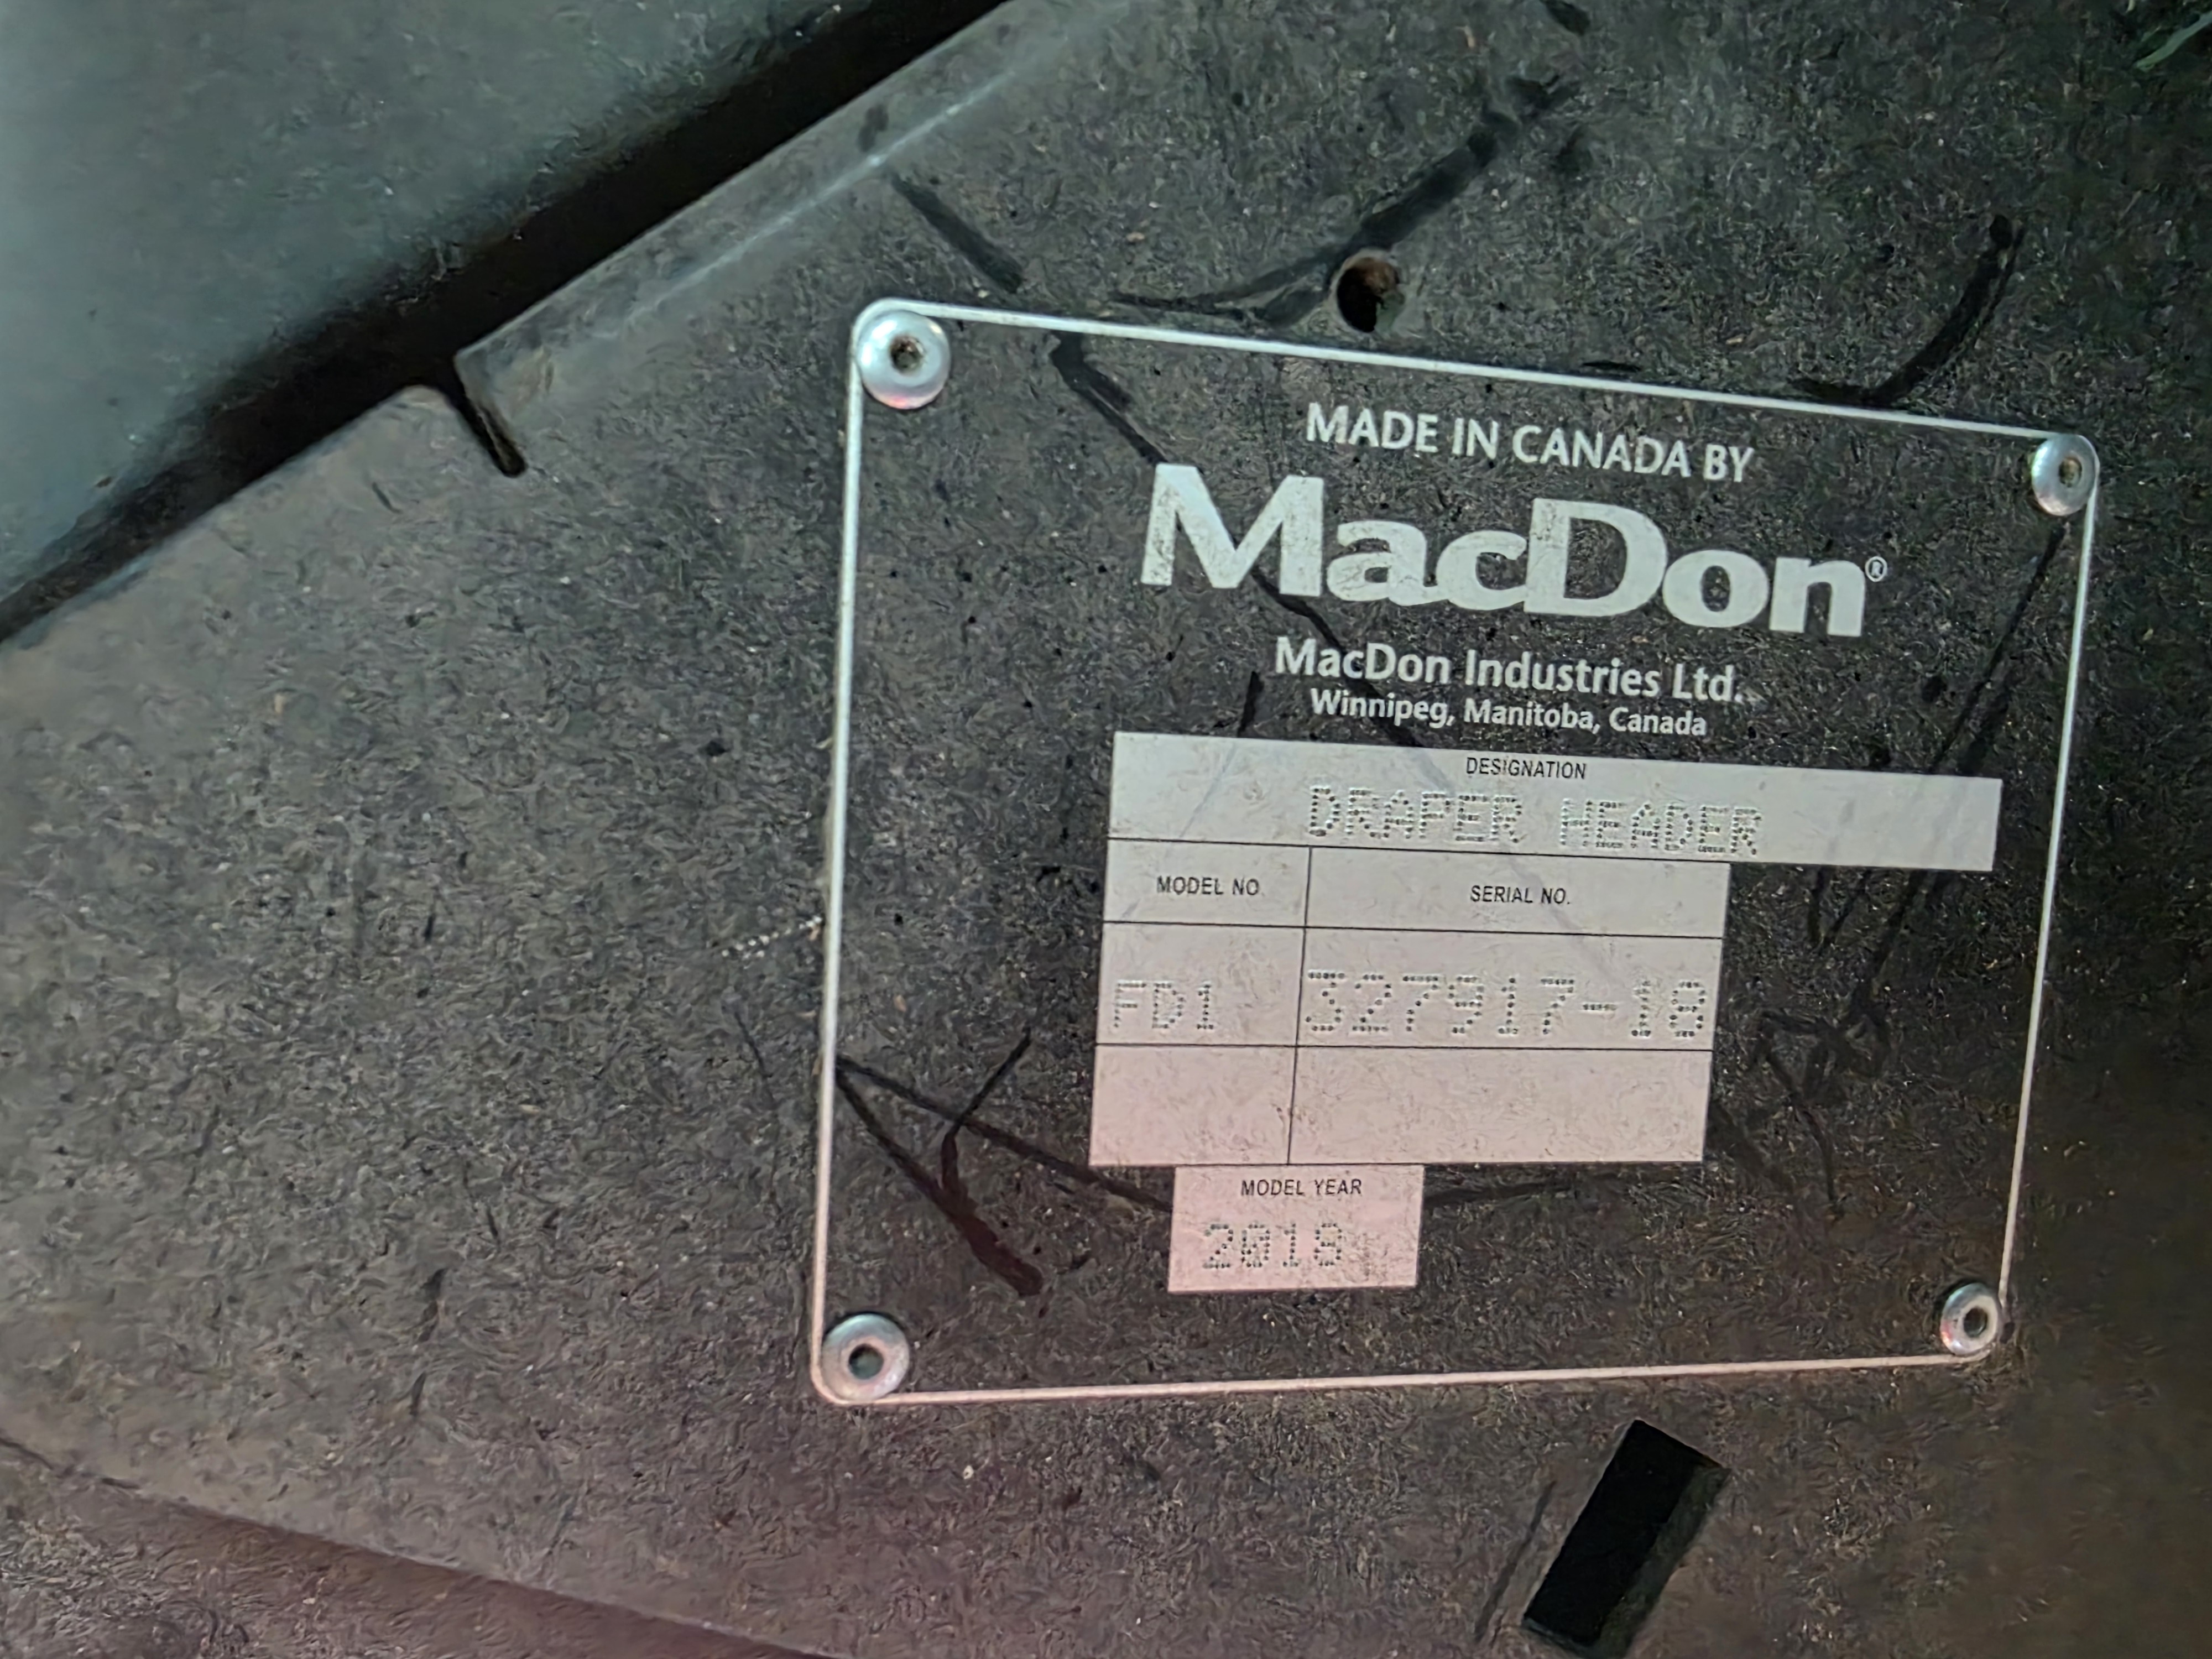 MADE IN CANADA BY
MacDon®
MacDon Industries Ltd.
Winnipeg, Manitoba, Canada
DESIGNATION
DRAPER HEADER
MODEL NO. SERIAL NO.
FD1 327917-18
MODEL YEAR
2018